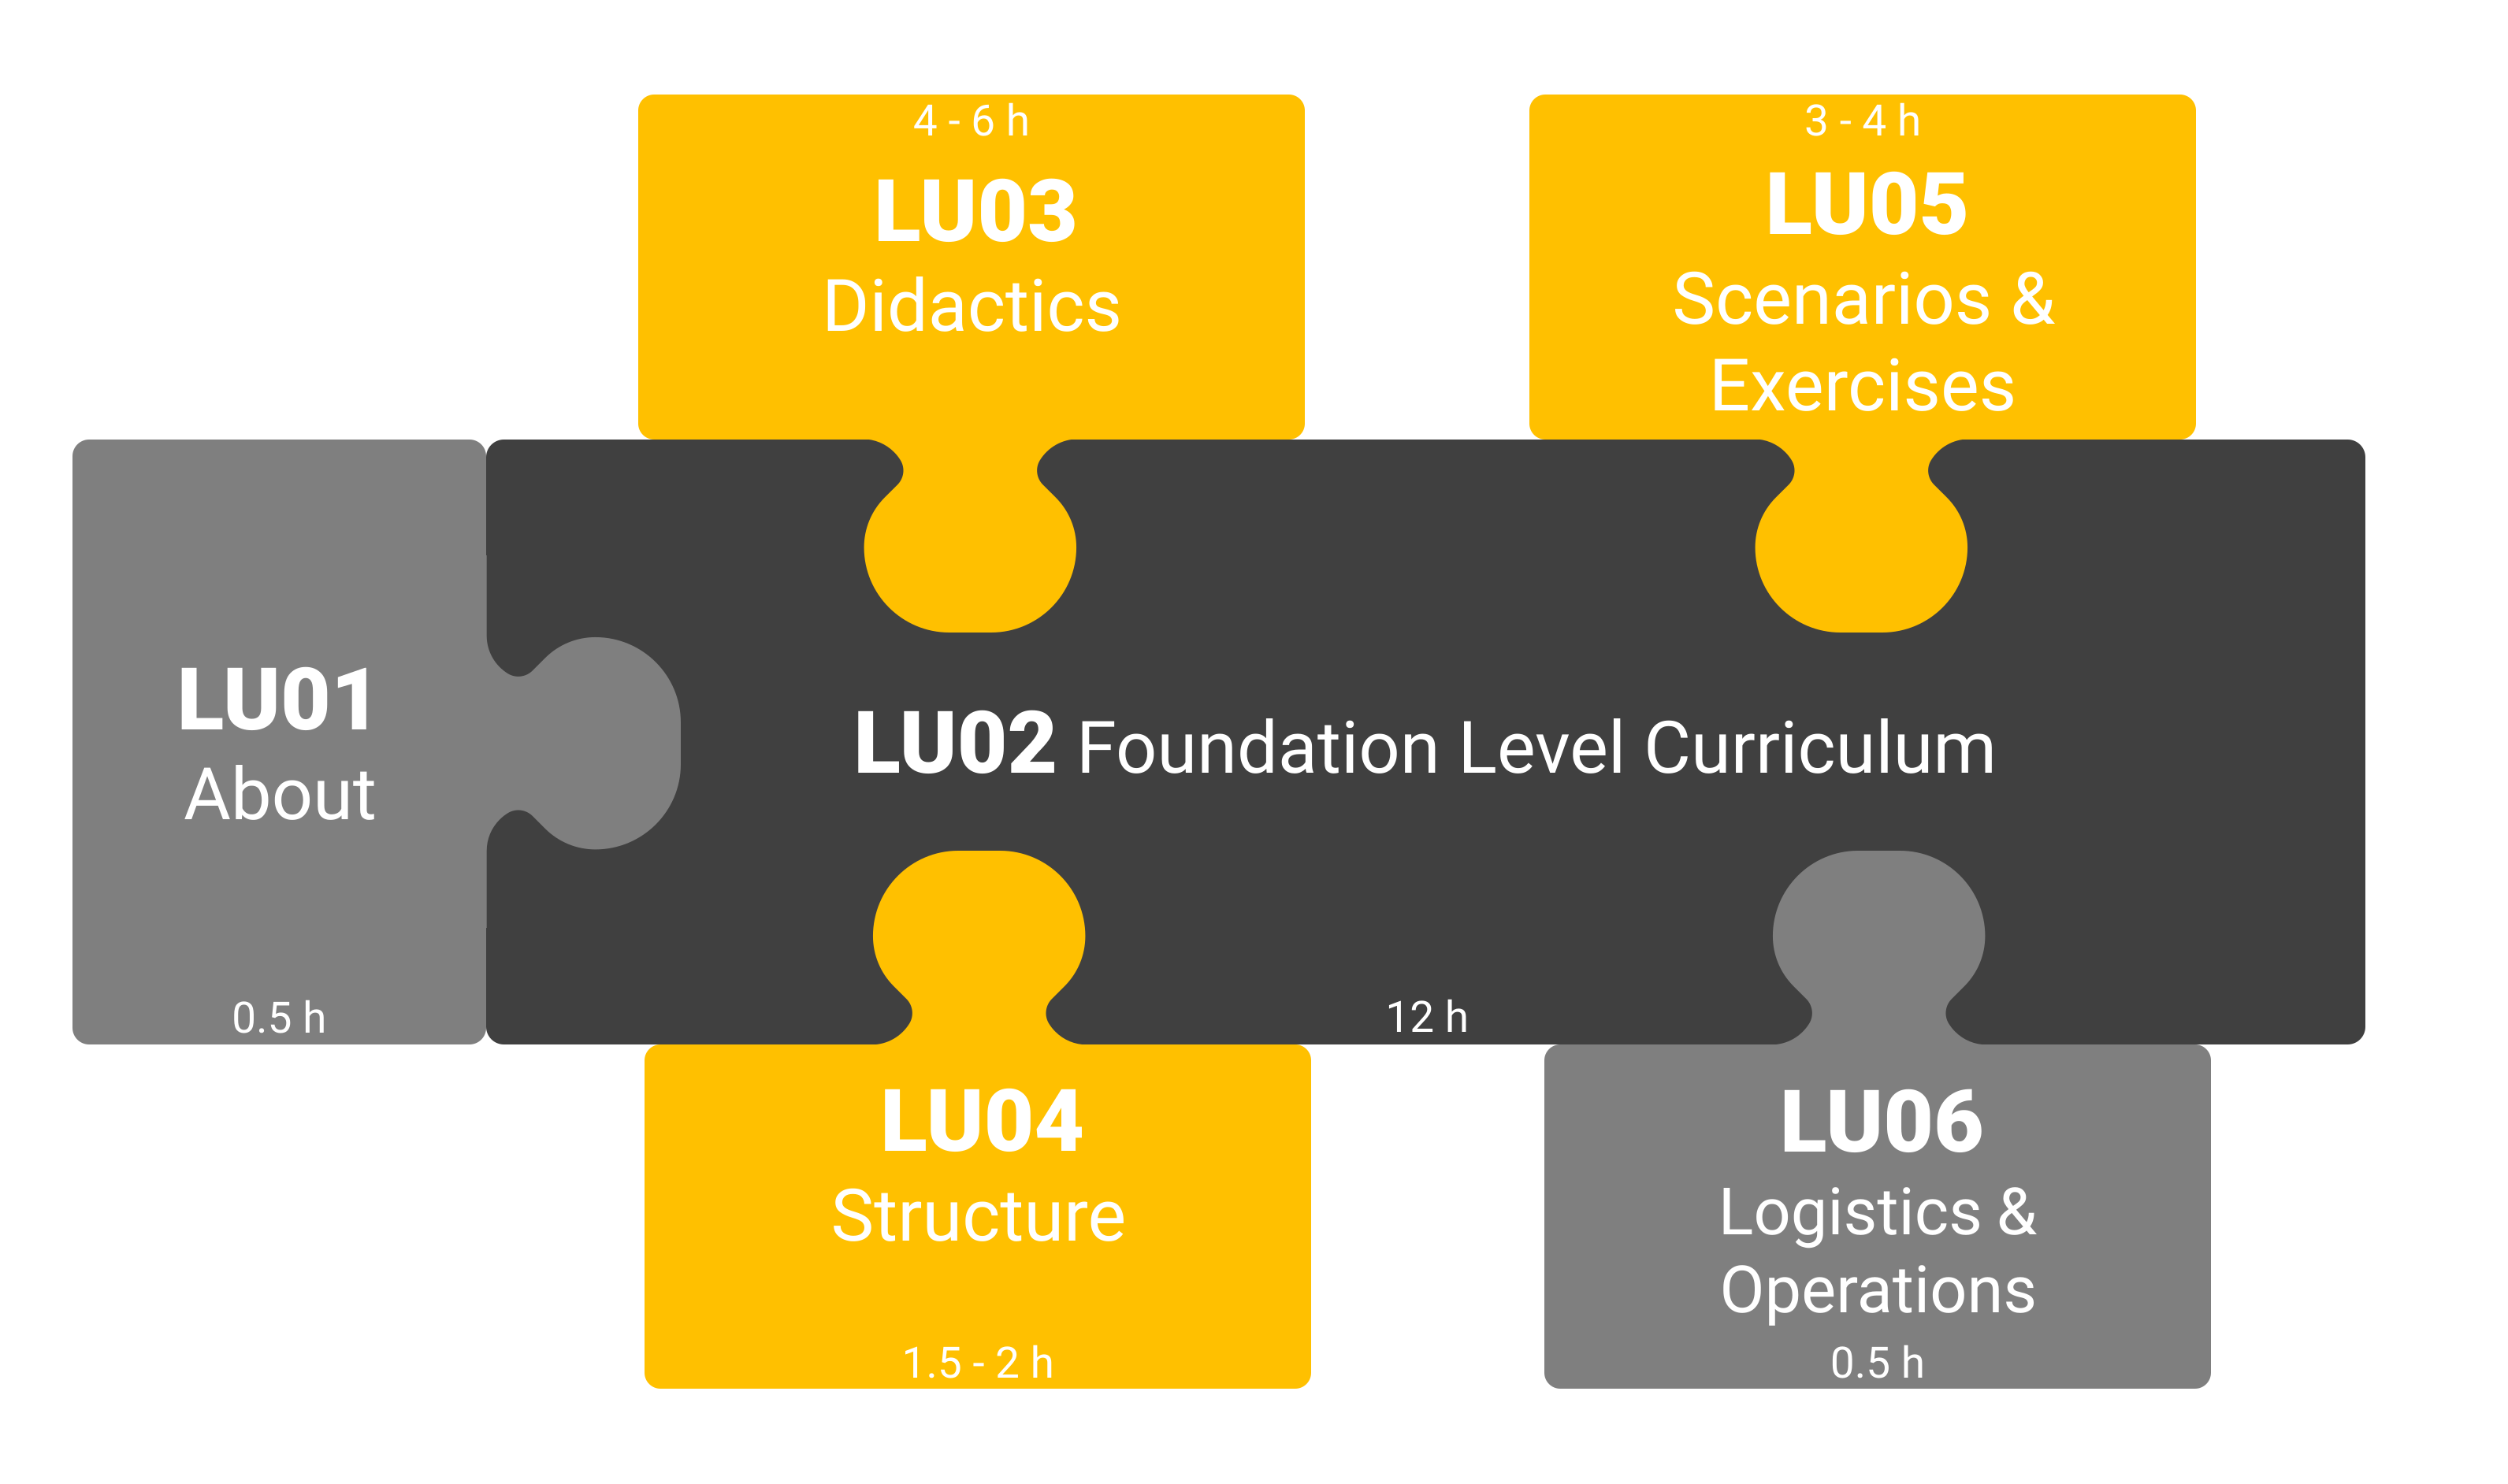 4 - 6 h
LU03
Didactics
3 - 4 h
LU05
Scenarios &
Exercises
LU01
About
0.5 h
LU02 Foundation Level Curriculum
12 h
LU04
Structure
1.5 - 2 h
LU06
Logistics &
Operations
0.5 h